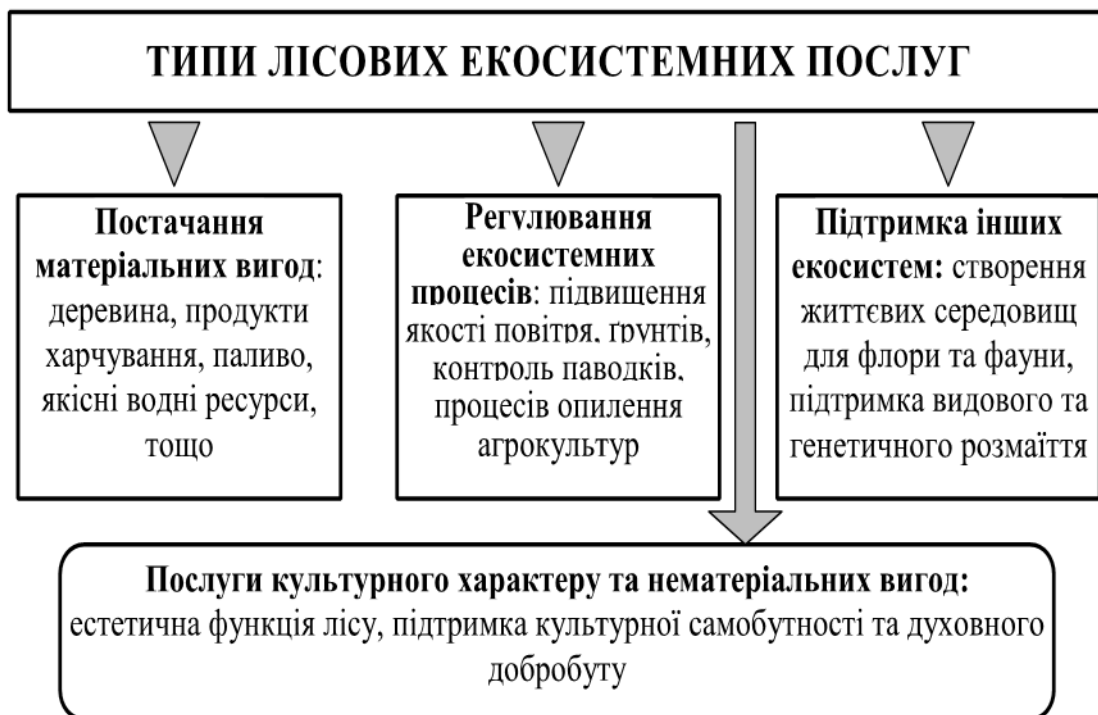 ТИПИ ЛІСОВИХ ЕКОСИСТЕМНИХ ПОСЛУГ
Постачання
матеріальних вигод:
деревина, продукти
харчування, паливо,
якісні водні ресурси,
тощо
Регулювання
екосистемних
процесів: підвищення
якості повітря, ґрунтів,
контроль паводків,
процесів опилення
агрокультур
Підтримка інших
екосистем: створення
життєвих середовищ
для флори та фауни,
підтримка видового та
генетичного розмаїття
Послуги культурного характеру та нематеріальних вигод:
естетична функція лісу, підтримка культурної самобутності та духовного
добробуту